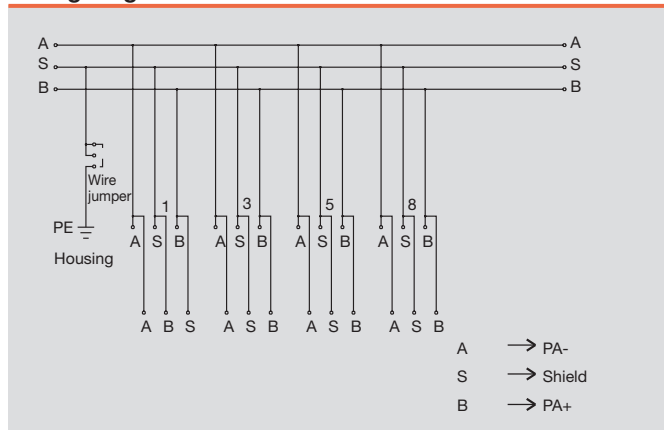 A A
S S
B B
Wire
jumper
1 3 5 8
PE
A S B A S B A S B A S B
Housing
A B S A S B A S B A S B
A PA-
S Shield
B PA+